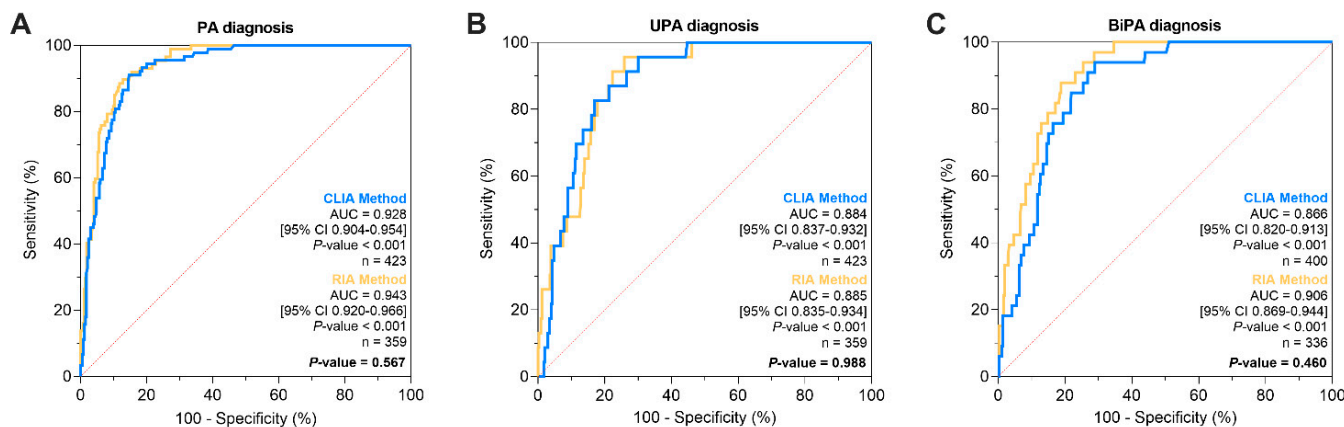 A
PA diagnosis
100
80
60
40
20
0
Sensitivity (%)
CLIA Method
AUC = 0.928
[95% CI 0.904-0.954)
P-value < 0.001
n = 423
RIA Method
AUC = 0.943
[95% CI 0.920-0.966]
P-value < 0.001
n = 359
P-value = 0.567
0
20
40
60
80
100
100 - Specificity (%)
B
UPA diagnosis
100
80
60
40
20
0
Sensitivity (%)
CLIA Method
AUC = 0.884
[95% CI 0.837-0.932)
P-value < 0.001
n = 423
RIA Method
AUC = 0.885
[95% CI 0.835-0.934)
P-value < 0.001
n = 359
P-value = 0.988
0
20
40
60
80
100
100 - Specificity (%)
C
BiPA diagnosis
100
80
60
40
20
0
Sensitivity (%)
CLIA Method
AUC = 0.866
[95% CI 0.820-0.913)
P-value < 0.001
n = 400
RIA Method
AUC = 0.906
[95% CI 0.869-0.944)
P-value < 0.001
n = 336
P-value = 0.460
0
20
40
60
80
100
100 - Specificity (%)